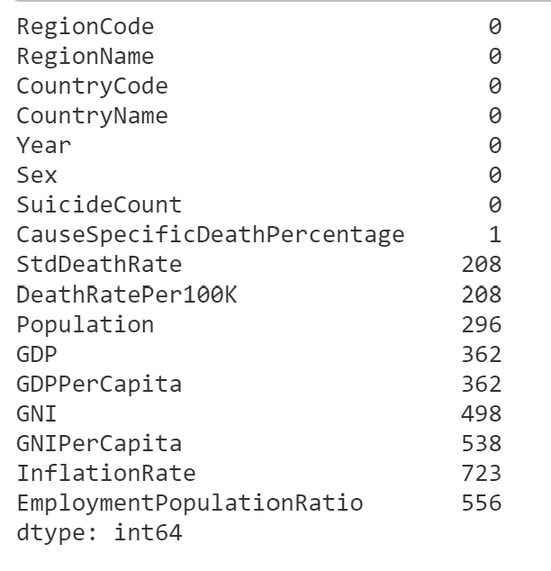 RegionCode 0
RegionName 0
CountryCode 0
CountryName 0
Year 0
Sex 0
SuicideCount 0
CauseSpecificDeathPercentage 1
StdDeathRate 208
DeathRatePer100K 208
Population 296
GDP 362
GDPPerCapita 362
GNI 498
GNIPerCapita 538
InflationRate 723
EmploymentPopulationRatio 556
dtype: int64